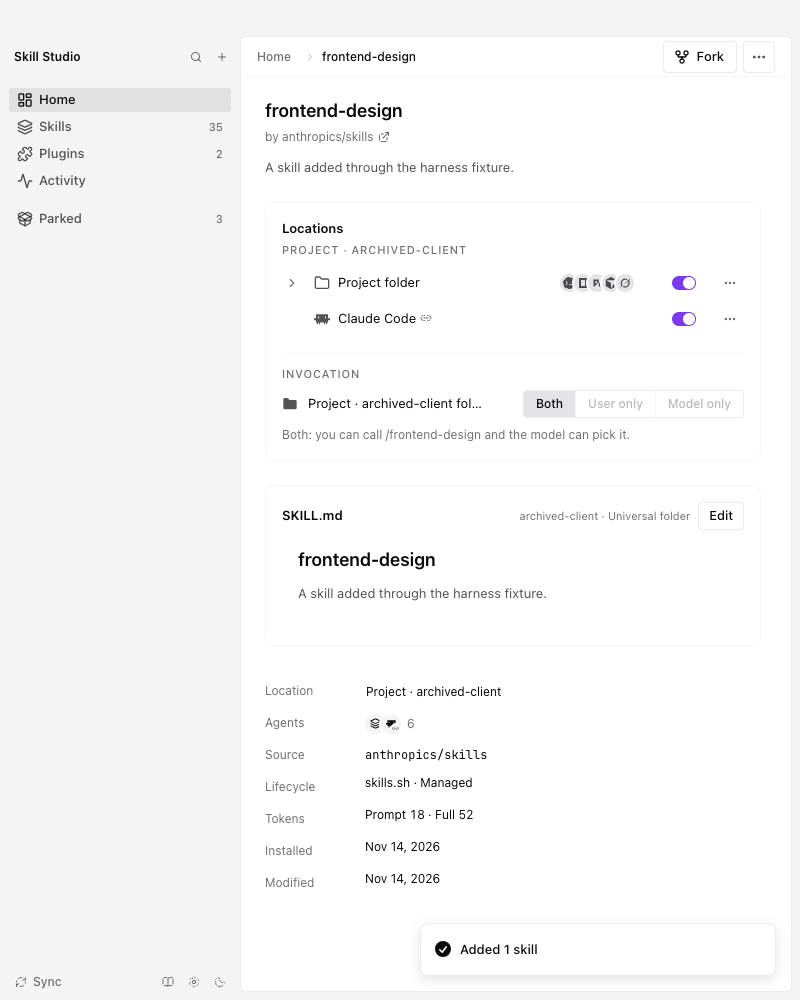 Skill Studio
Home
Skills 35
Plugins 2
Activity
Parked 3
Sync
Home frontend-design
Fork
frontend-design
by anthropics/skills
A skill added through the harness fixture.
Locations
PROJECT · ARCHIVED-CLIENT
Project folder
Claude Code
INVOCATION
Project · archived-client fol... Both User only Model only
Both: you can call /frontend-design and the model can pick it.
SKILL.md archived-client · Universal folder Edit
frontend-design
A skill added through the harness fixture.
Location Project · archived-client
Agents 6
Source anthropics/skills
Lifecycle skills.sh · Managed
Tokens Prompt 18 · Full 52
Installed Nov 14, 2026
Modified Nov 14, 2026
Added 1 skill